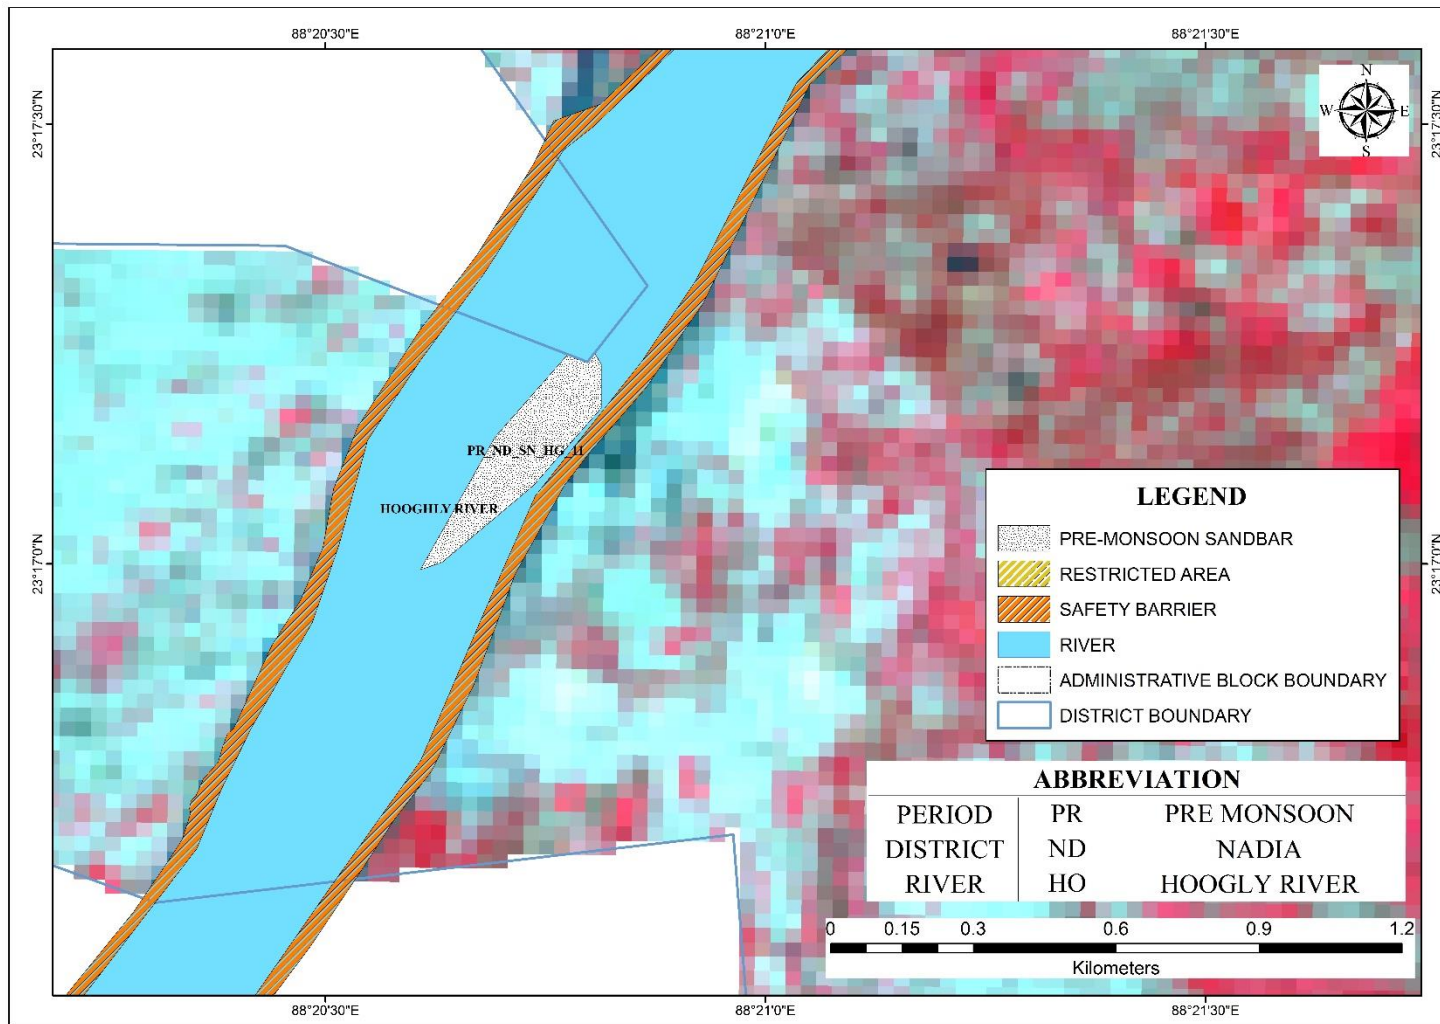 88°20'30"E 88°21'0"E 88°21'30"E
23°17'30"N 23°17'30"N
N
W E
S
PR_ND_SN_HG_11
HOOGHLY RIVER
23°17'0"N 23°17'0"N
LEGEND
PRE-MONSOON SANDBAR
RESTRICTED AREA
SAFETY BARRIER
RIVER
ADMINISTRATIVE BLOCK BOUNDARY
DISTRICT BOUNDARY
ABBREVIATION
PERIOD PR PRE MONSOON
DISTRICT ND NADIA
RIVER HO HOOGLY RIVER
0 0.15 0.3 0.6 0.9 1.2
Kilometers
88°20'30"E 88°21'0"E 88°21'30"E